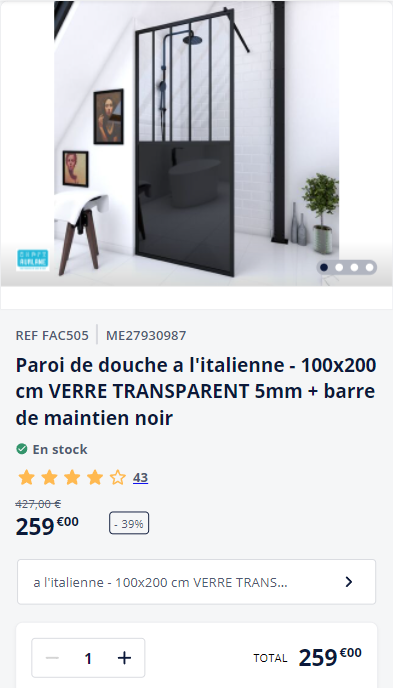 REF FAC505 ME27930987
Paroi de douche a l'italienne - 100x200
cm VERRE TRANSPARENT 5mm + barre
de maintien noir
En stock
43
427,00 €
259€00 - 39%
a l'italienne - 100x200 cm VERRE TRANS...
1 TOTAL 259€00